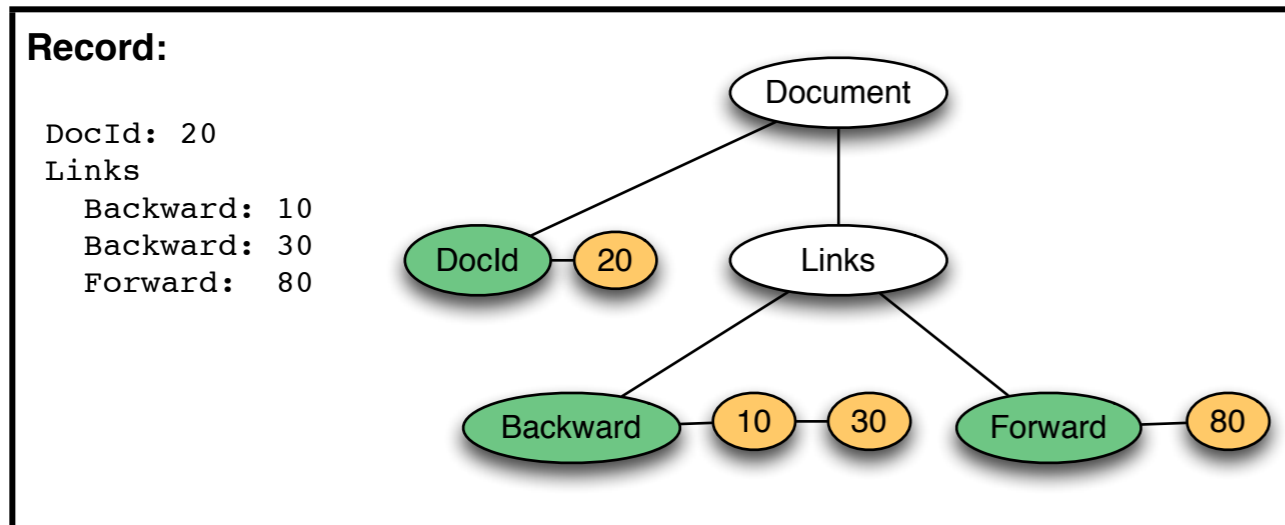 Record:
DocId: 20
Links
Backward: 10
Backward: 30
Forward: 80
Document
DocId 20 Links
Backward 10 30 Forward 80